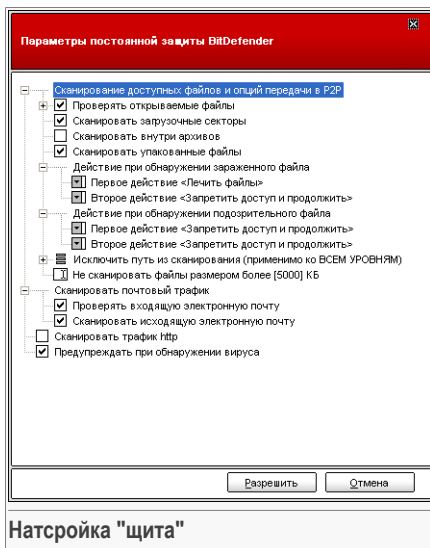 Параметры постоянной защиты BitDefender
Сканирование доступных файлов и опций передачи в P2P
Проверять открываемые файлы
Сканировать загрузочные секторы
Сканировать внутри архивов
Сканировать упакованные файлы
Действие при обнаружении зараженного файла
Первое действие <Лечить файлы>
Второе действие <Запретить доступ и продолжить>
Действие при обнаружении подозрительного файла
Первое действие <Запретить доступ и продолжить>
Второе действие <Запретить доступ и продолжить>
Исключить путь из сканирования (применимо ко ВСЕМ УРОВНЯМ)
Не сканировать файлы размером более [5000] КБ
Сканировать почтовый трафик
Проверять входящую электронную почту
Сканировать исходящую электронную почту
Сканировать трафик http
Предупреждать при обнаружении вируса
Разрешить Отмена
Натсройка "щита"